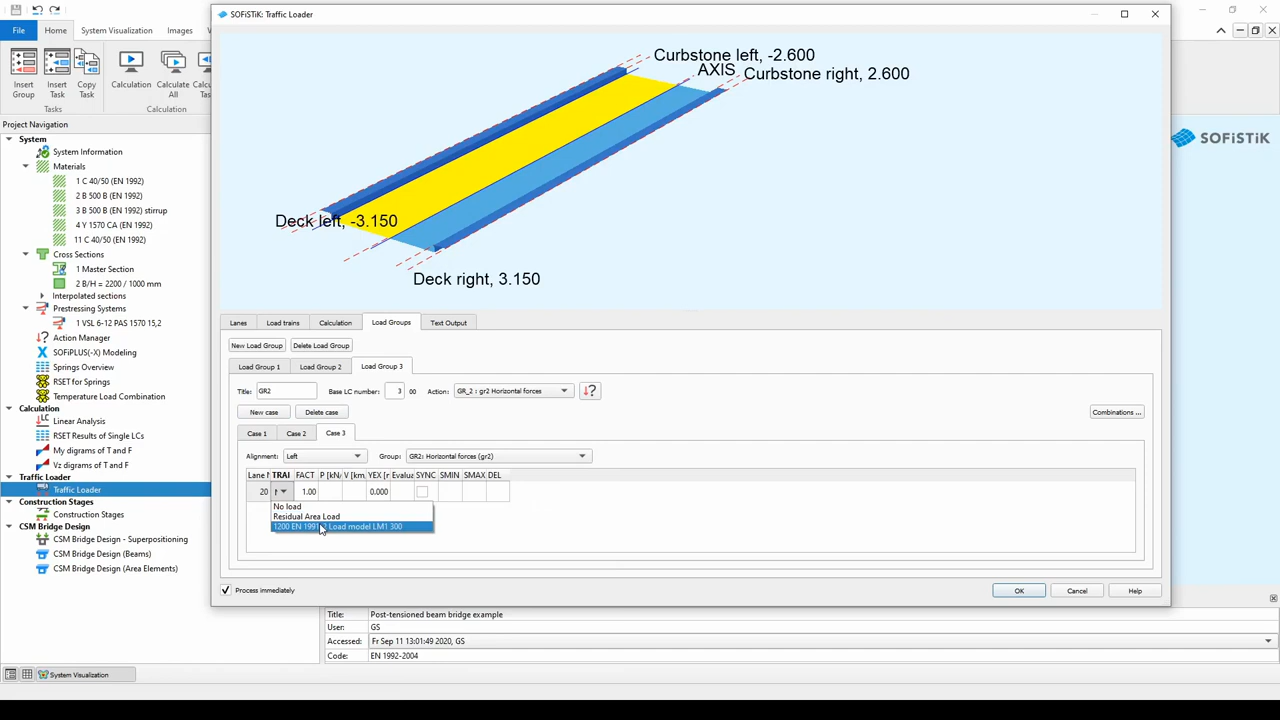 SOFiSTiK: Traffic Loader
File
Home
System Visualization
Images
Insert Group
Insert Task
Copy Task
Calculation
Calculate All
Tasks
Calculation
Project Navigation
System
System Information
Materials
1 C 40/50 (EN 1992)
2 B 500 B (EN 1992)
3 B 500 B (EN 1992) stirrup
4 Y 1570 CA (EN 1992)
11 C 40/50 (EN 1992)
Cross Sections
1 Master Section
2 B/H = 2200 / 1000 mm
Interpolated sections
Prestressing Systems
1 VSL 6-12 PAS 1570 15,2
Action Manager
SOFiPLUS(-X) Modeling
Springs Overview
RSET for Springs
Temperature Load Combination
Calculation
Linear Analysis
RSET Results of Single LCs
My digrams of T and F
Vz digrams of T and F
Traffic Loader
Traffic Loader
Construction Stages
Construction Stages
CSM Bridge Design
CSM Bridge Design - Superpositioning
CSM Bridge Design (Beams)
CSM Bridge Design (Area Elements)
System Visualization
Curbstone left, -2.600
AXIS
Curbstone right, 2.600
Deck left, -3.150
Deck right, 3.150
SOFiSTiK
Lanes
Load trains
Calculation
Load Groups
Text Output
New Load Group
Delete Load Group
Load Group 1
Load Group 2
Load Group 3
Title:
GR2
Base LC number:
3
00
Action:
GR_2 : gr2 Horizontal forces
New case
Delete case
Combinations ...
Case 1
Case 2
Case 3
Alignment:
Left
Group:
GR2: Horizontal forces (gr2)
TRAI FACT P [kN/ V [km, YEX [r Evalua SYNC SMIN SMAX DEL
20
1.00
0.000
No load
Residual Area Load
Load model LM1 300
Process immediately
OK
Cancel
Help
Title: Post-tensioned beam bridge example
User: GS
Accessed: Fr Sep 11 13:01:49 2020, GS
Code: EN 1992-2004